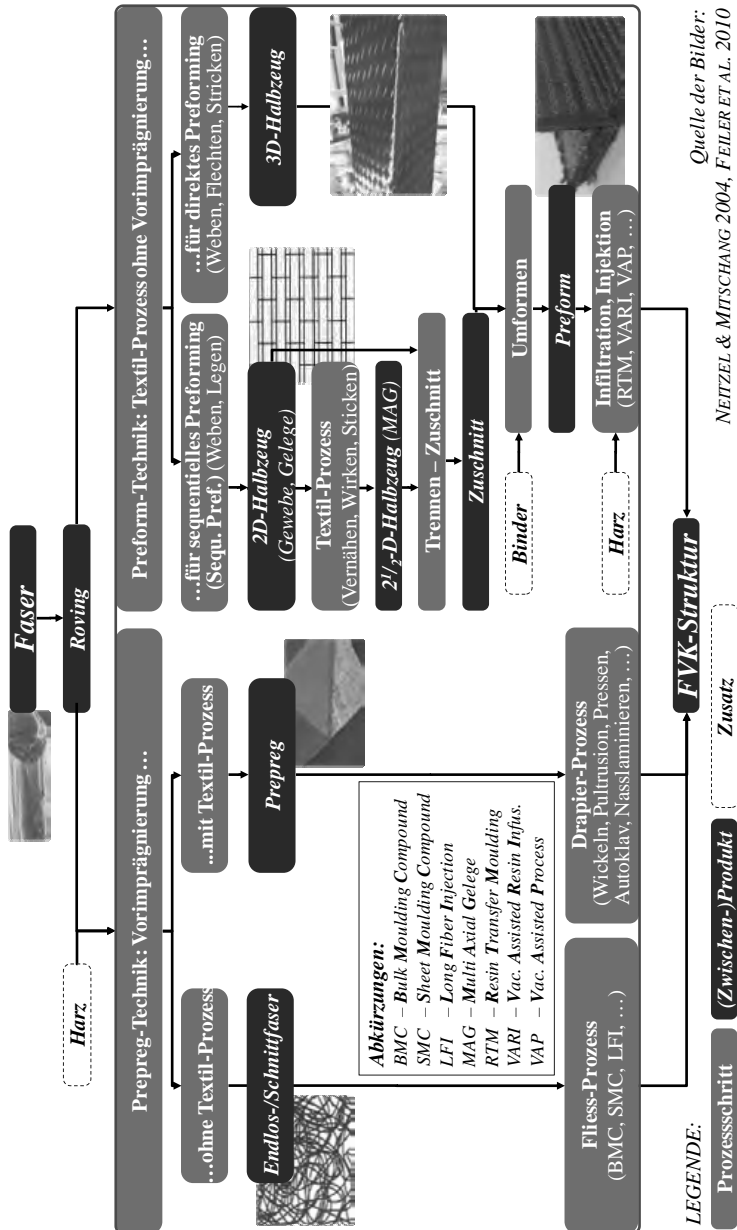 Faser
Roving
Harz
Prepreg-Technik: Vorimprägnierung…
…ohne Textil-Prozess
Endlos-/Schnittfaser
…mit Textil-Prozess
Prepreg
Abkürzungen:
BMC – Bulk Moulding Compound
SMC – Sheet Moulding Compound
LFI – Long Fiber Injection
MAG – Multi Axial Gelege
RTM – Resin Transfer Moulding
VARI – Vac. Assisted Resin Infus.
VAP – Vac. Assisted Process
Fliess-Prozess
(BMC, SMC, LFI, …)
Drapier-Prozess
(Wickeln, Pultrusion, Pressen,
Autoklav, Nasslaminieren, …)
Preform-Technik: Textil-Prozess ohne Vorimprägnierung…
…für sequentielles Preforming
(Sequ. Pref.) (Weben, Legen)
2D-Halbzeug
(Gewebe, Gelege)
Textil-Prozess
(Vernähen, Wirken, Sticken)
2¹/₂-D-Halbzeug (MAG)
Trennen – Zuschnitt
Zuschnitt
…für direktes Preforming
(Weben, Flechten, Stricken)
3D-Halbzeug
Binder
Umformen
Preform
Harz
Infiltration, Injektion
(RTM, VARI, VAP, …)
FVK-Struktur
LEGENDE:
Prozessschritt
(Zwischen-)Produkt
Zusatz
Quelle der Bilder:
NEITZEL & MITSCHANG 2004, FEILER ET AL. 2010